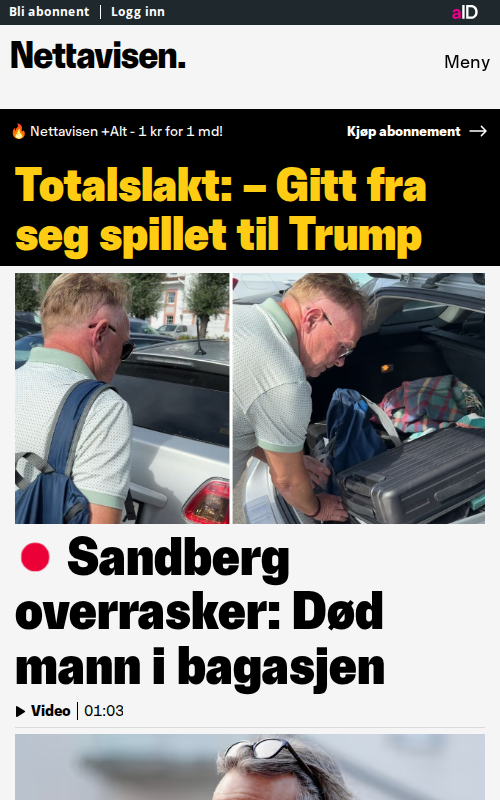 Bli abonnent | Logg inn
aID
Nettavisen.
Meny
🔥 Nettavisen +Alt - 1 kr for 1 md!
Kjøp abonnement →
Totalslakt: – Gitt fra
seg spillet til Trump
Sandberg
overrasker: Død
mann i bagasjen
Video | 01:03